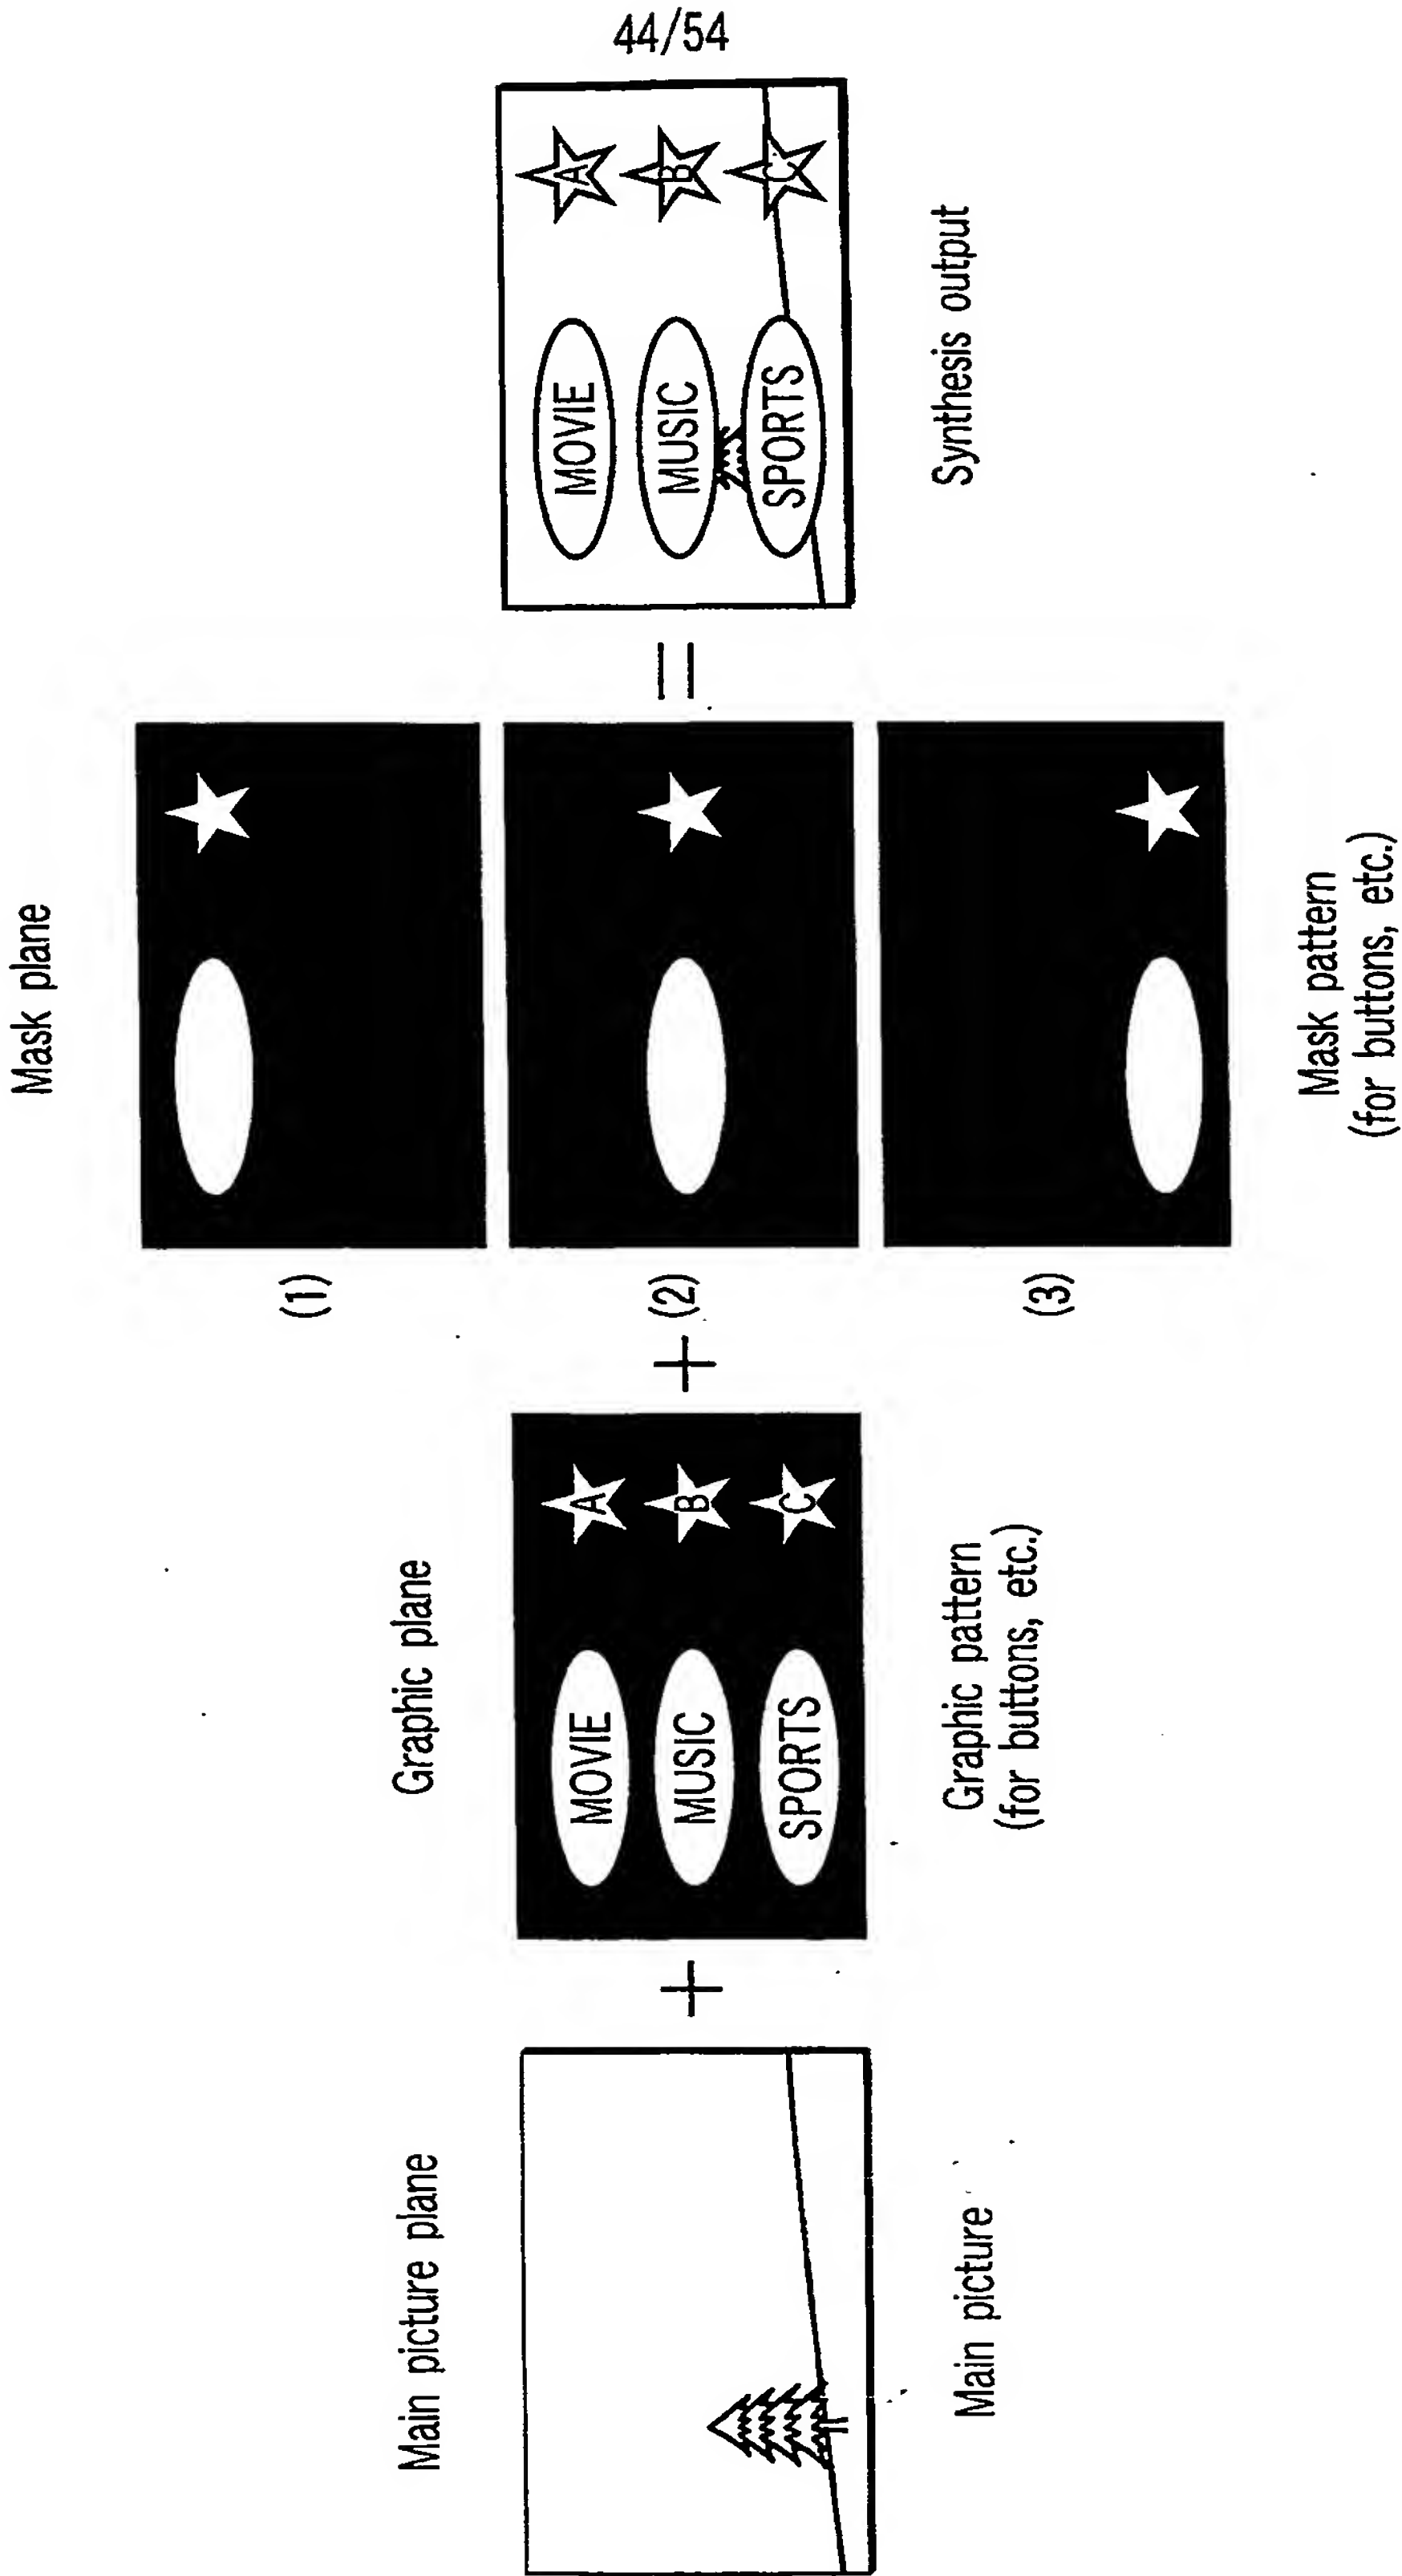 44/54
Main picture plane
Main picture
+
Graphic plane
MOVIE
A
MUSIC
B
SPORTS
C
Graphic pattern
(for buttons, etc.)
+
Mask plane
(1)
(2)
(3)
Mask pattern
(for buttons, etc.)
=
MOVIE
A
MUSIC
B
SPORTS
C
Synthesis output